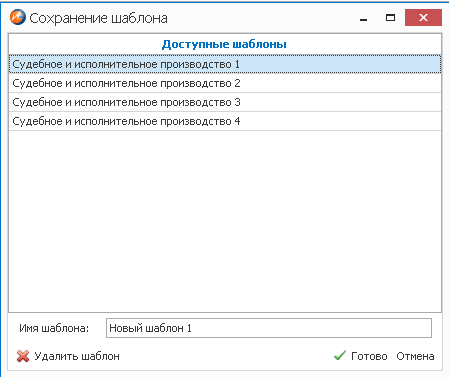 Сохранение шаблона
Доступные шаблоны
Судебное и исполнительное производство 1
Судебное и исполнительное производство 2
Судебное и исполнительное производство 3
Судебное и исполнительное производство 4
Имя шаблона: Новый шаблон 1
Удалить шаблон Готово Отмена